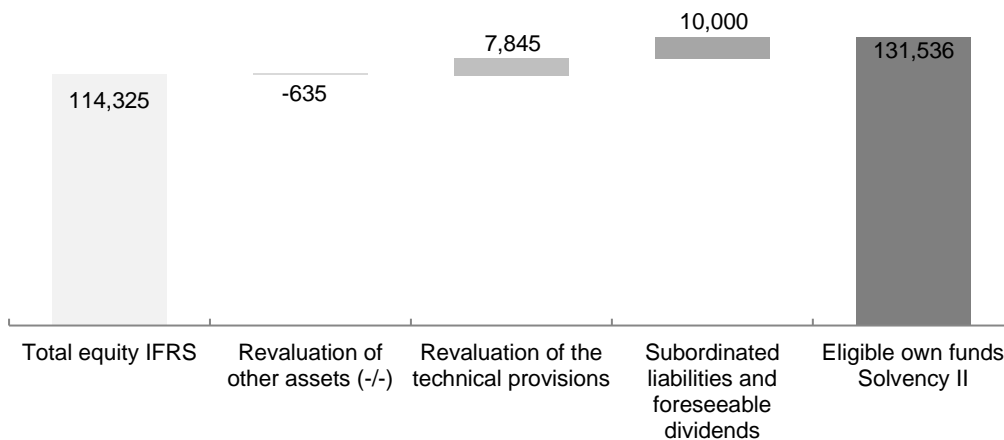 10,000
7,845
131,536
114,325
-635
Total equity IFRS
Revaluation of
other assets (-/-)
Revaluation of the
technical provisions
Subordinated
liabilities and
foreseeable
dividends
Eligible own funds
Solvency II